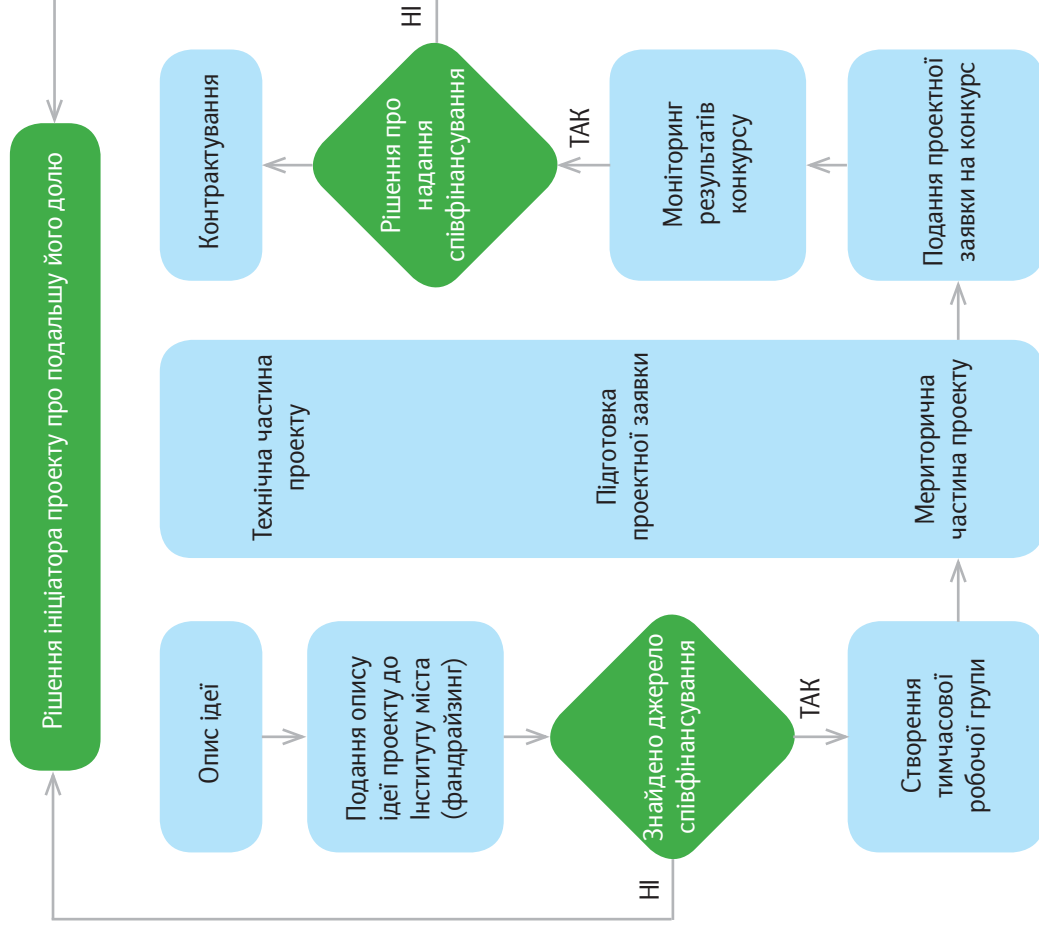 Рішення ініціатора проекту про подальшу його долю
Опис ідеї
Подання опису
ідеї проекту до
Інституту міста
(фандрайзинг)
Знайдено джерело
співфінансування
НІ
ТАК
Створення
тимчасової
робочої групи
Технічна частина
проекту
Підготовка
проектної заявки
Мериторична
частина проекту
Подання проектної
заявки на конкурс
Моніторинг
результатів
конкурсу
ТАК
Рішення про
надання
співфінансування
НІ
Контрактування